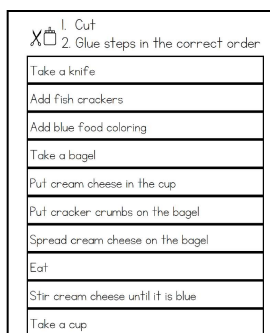 1. Cut
2. Glue steps in the correct order
Take a knife
Add fish crackers
Add blue food coloring
Take a bagel
Put cream cheese in the cup
Put cracker crumbs on the bagel
Spread cream cheese on the bagel
Eat
Stir cream cheese until it is blue
Take a cup